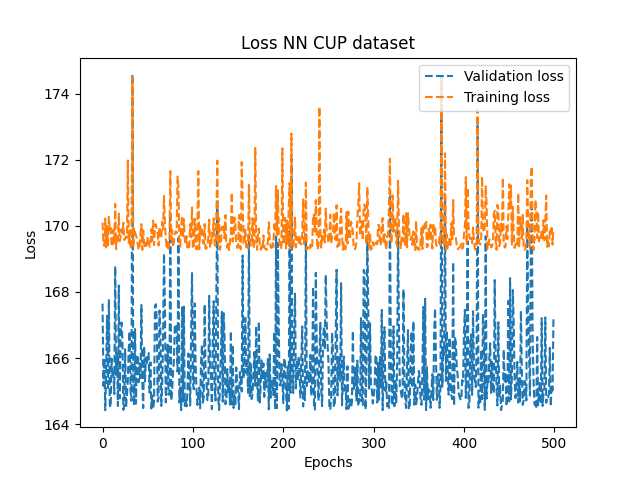 Loss NN CUP dataset
Validation loss
Training loss
174
172
170
168
166
164
Loss
0
100
200
300
400
500
Epochs